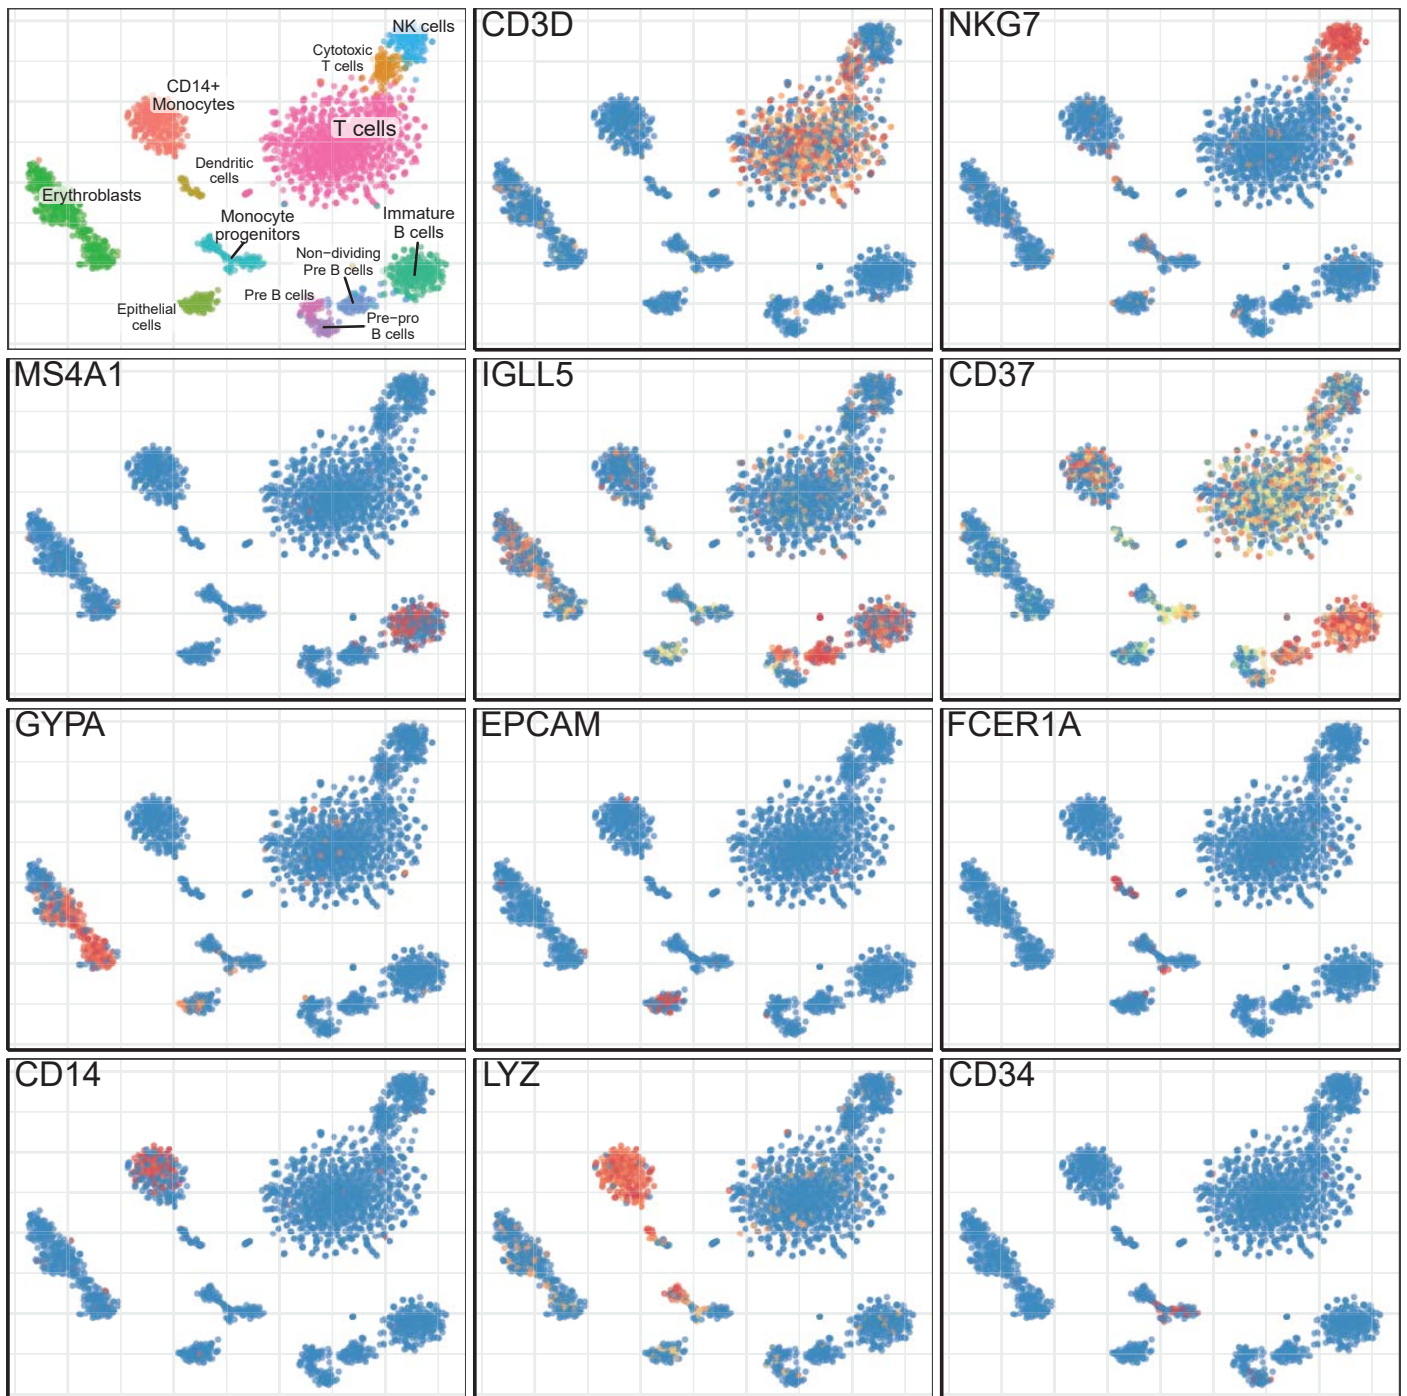 NK cells
Cytotoxic
T cells
CD14+
Monocytes
T cells
Dendritic
cells
Erythroblasts
Monocyte
progenitors
Immature
B cells
Non−dividing
Pre B cells
Pre B cells
Epithelial
cells
Pre−pro
B cells
CD3D
NKG7
MS4A1
IGLL5
CD37
GYPA
EPCAM
FCER1A
CD14
LYZ
CD34